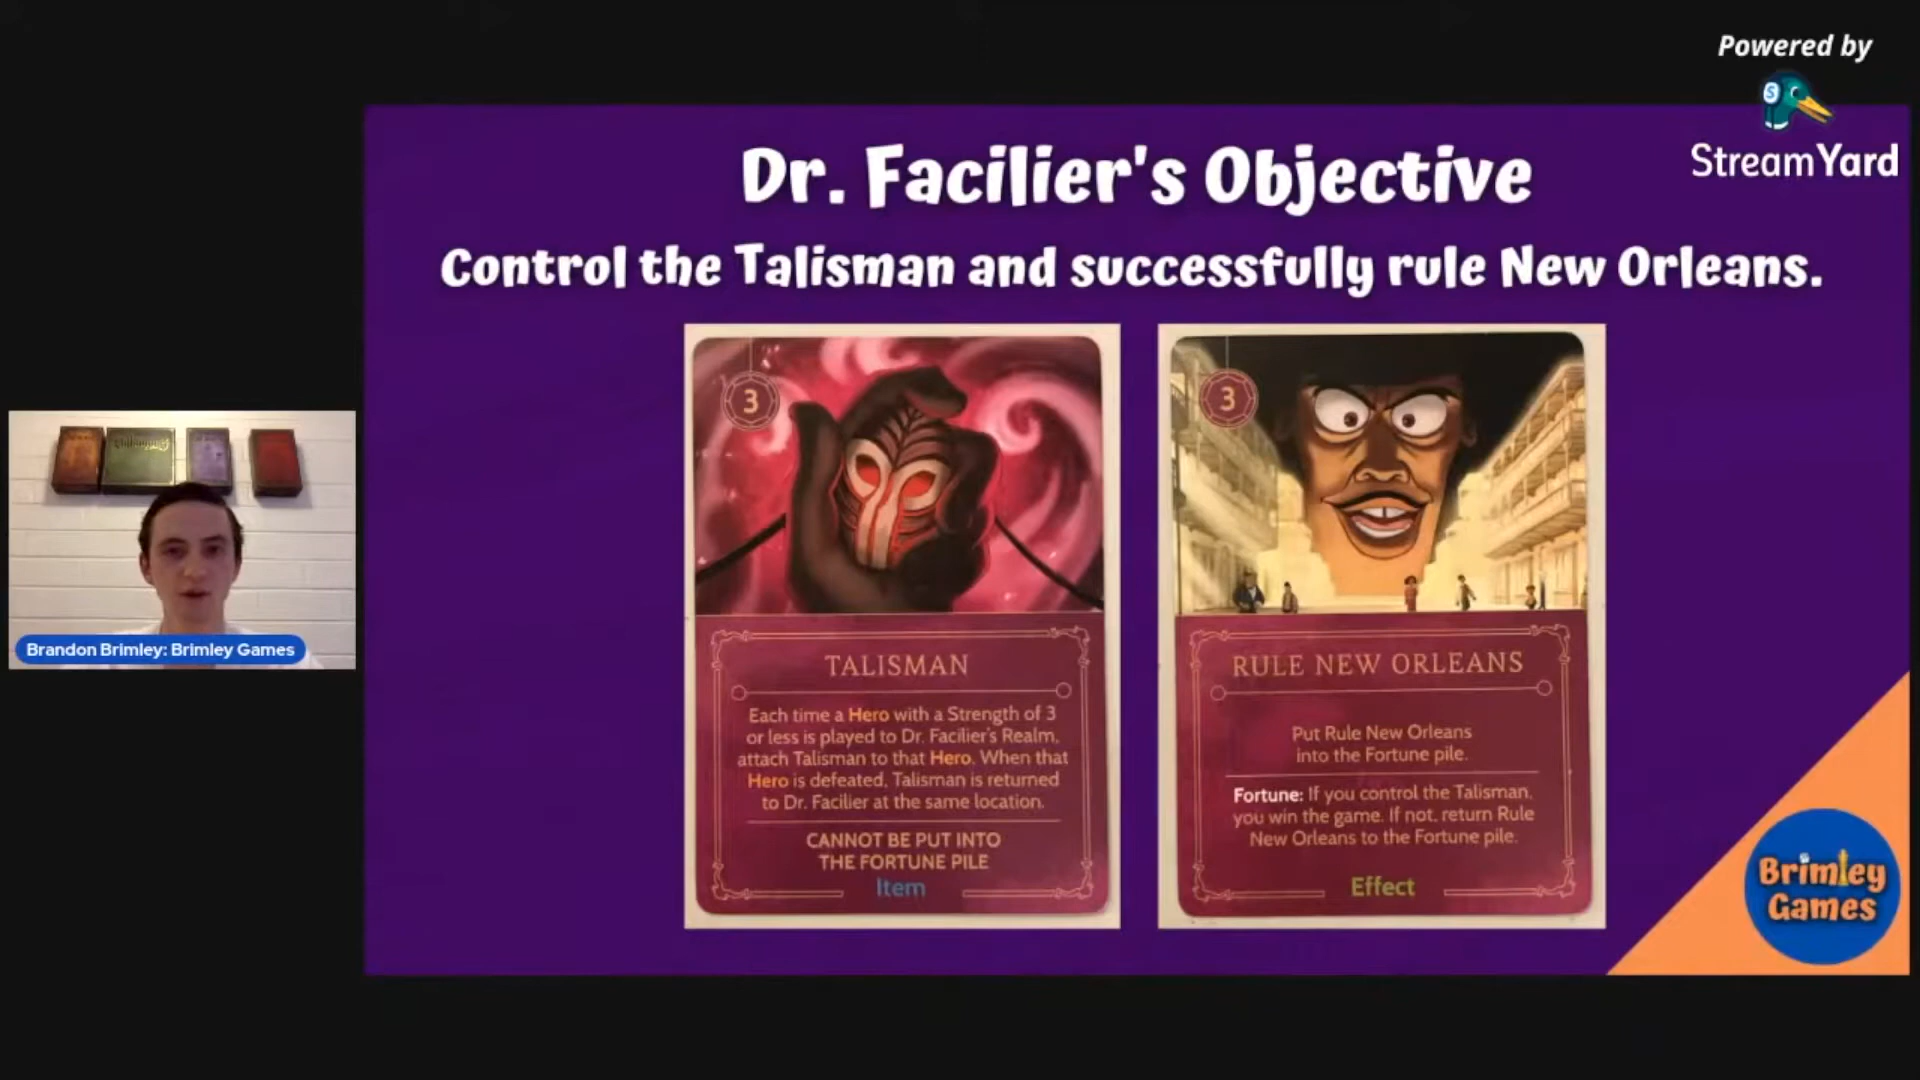 Powered by
S
StreamYard
Dr. Facilier's Objective
Control the Talisman and successfully rule New Orleans.
3
TALISMAN
Each time a Hero with a Strength of 3
or less is played to Dr. Facilier's Realm,
attach Talisman to that Hero. When that
Hero is defeated, Talisman is returned
to Dr. Facilier at the same location.
CANNOT BE PUT INTO
THE FORTUNE PILE
Item
3
RULE NEW ORLEANS
Put Rule New Orleans
into the Fortune pile.
Fortune: If you control the Talisman,
you win the game. If not, return Rule
New Orleans to the Fortune pile.
Effect
Brandon Brimley: Brimley Games
Brimley
Games